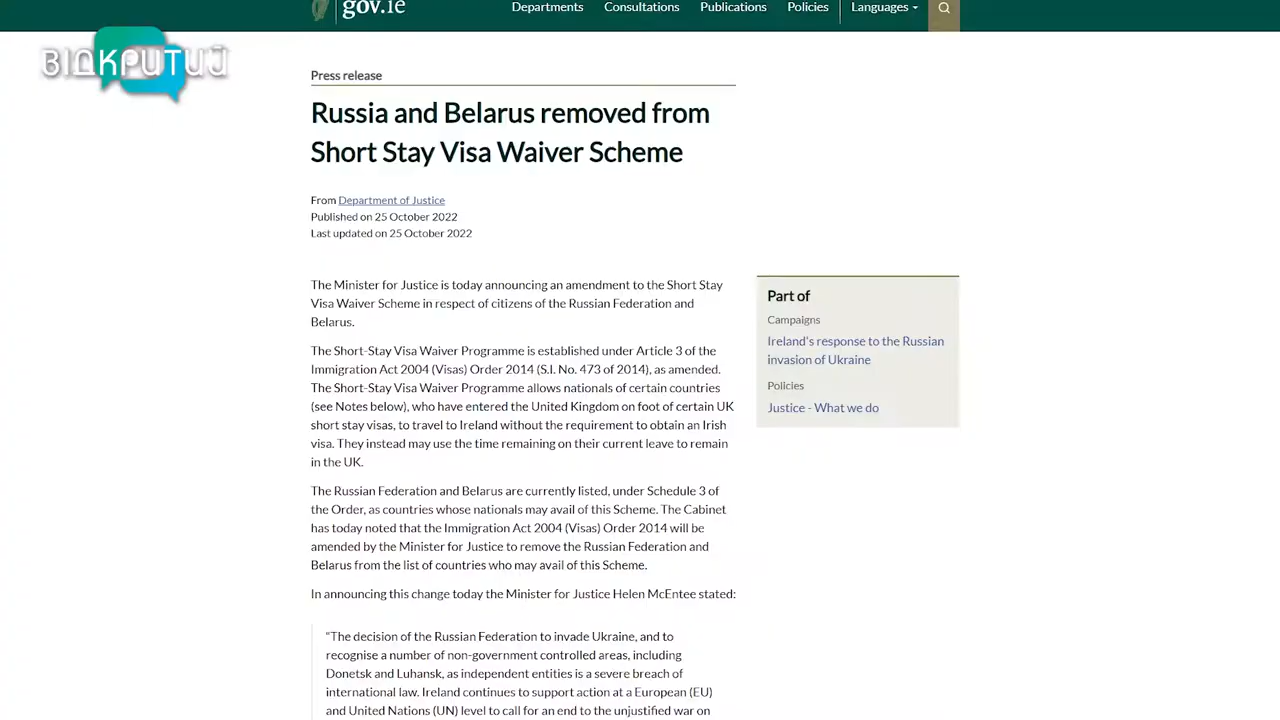 gov.ie
Departments Consultations Publications Policies Languages
ВІДКРИТИЙ
Press release
Russia and Belarus removed from
Short Stay Visa Waiver Scheme
From Department of Justice
Published on 25 October 2022
Last updated on 25 October 2022
The Minister for Justice is today announcing an amendment to the Short Stay
Visa Waiver Scheme in respect of citizens of the Russian Federation and
Belarus.
The Short-Stay Visa Waiver Programme is established under Article 3 of the
Immigration Act 2004 (Visas) Order 2014 (S.I. No. 473 of 2014), as amended.
The Short-Stay Visa Waiver Programme allows nationals of certain countries
(see Notes below), who have entered the United Kingdom on foot of certain UK
short stay visas, to travel to Ireland without the requirement to obtain an Irish
visa. They instead may use the time remaining on their current leave to remain
in the UK.
The Russian Federation and Belarus are currently listed, under Schedule 3 of
the Order, as countries whose nationals may avail of this Scheme. The Cabinet
has today noted that the Immigration Act 2004 (Visas) Order 2014 will be
amended by the Minister for Justice to remove the Russian Federation and
Belarus from the list of countries who may avail of this Scheme.
In announcing this change today the Minister for Justice Helen McEntee stated:
"The decision of the Russian Federation to invade Ukraine, and to
recognise a number of non-government controlled areas, including
Donetsk and Luhansk, as independent entities is a severe breach of
international law. Ireland continues to support action at a European (EU)
and United Nations (UN) level to call for an end to the unjustified war on
Part of
Campaigns
Ireland's response to the Russian
invasion of Ukraine
Policies
Justice - What we do